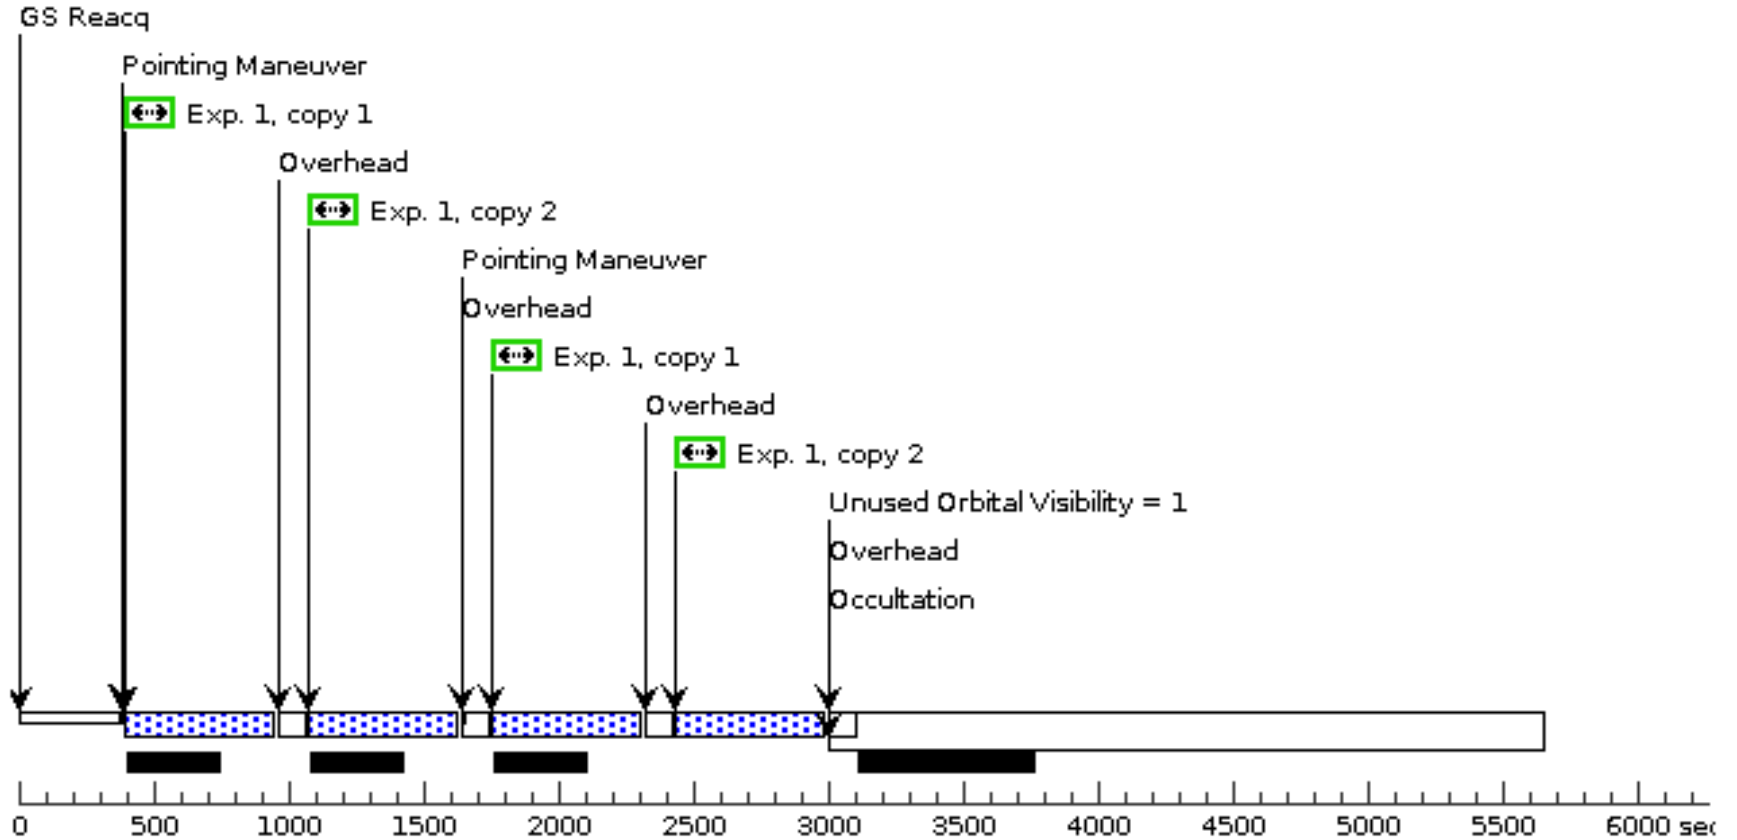 GS Reacq
Pointing Maneuver
Exp. 1, copy 1
Overhead
Exp. 1, copy 2
Pointing Maneuver
Overhead
Exp. 1, copy 1
Overhead
Exp. 1, copy 2
Unused Orbital Visibility = 1
Overhead
Occultation
0 500 1000 1500 2000 2500 3000 3500 4000 4500 5000 5500 6000 sec